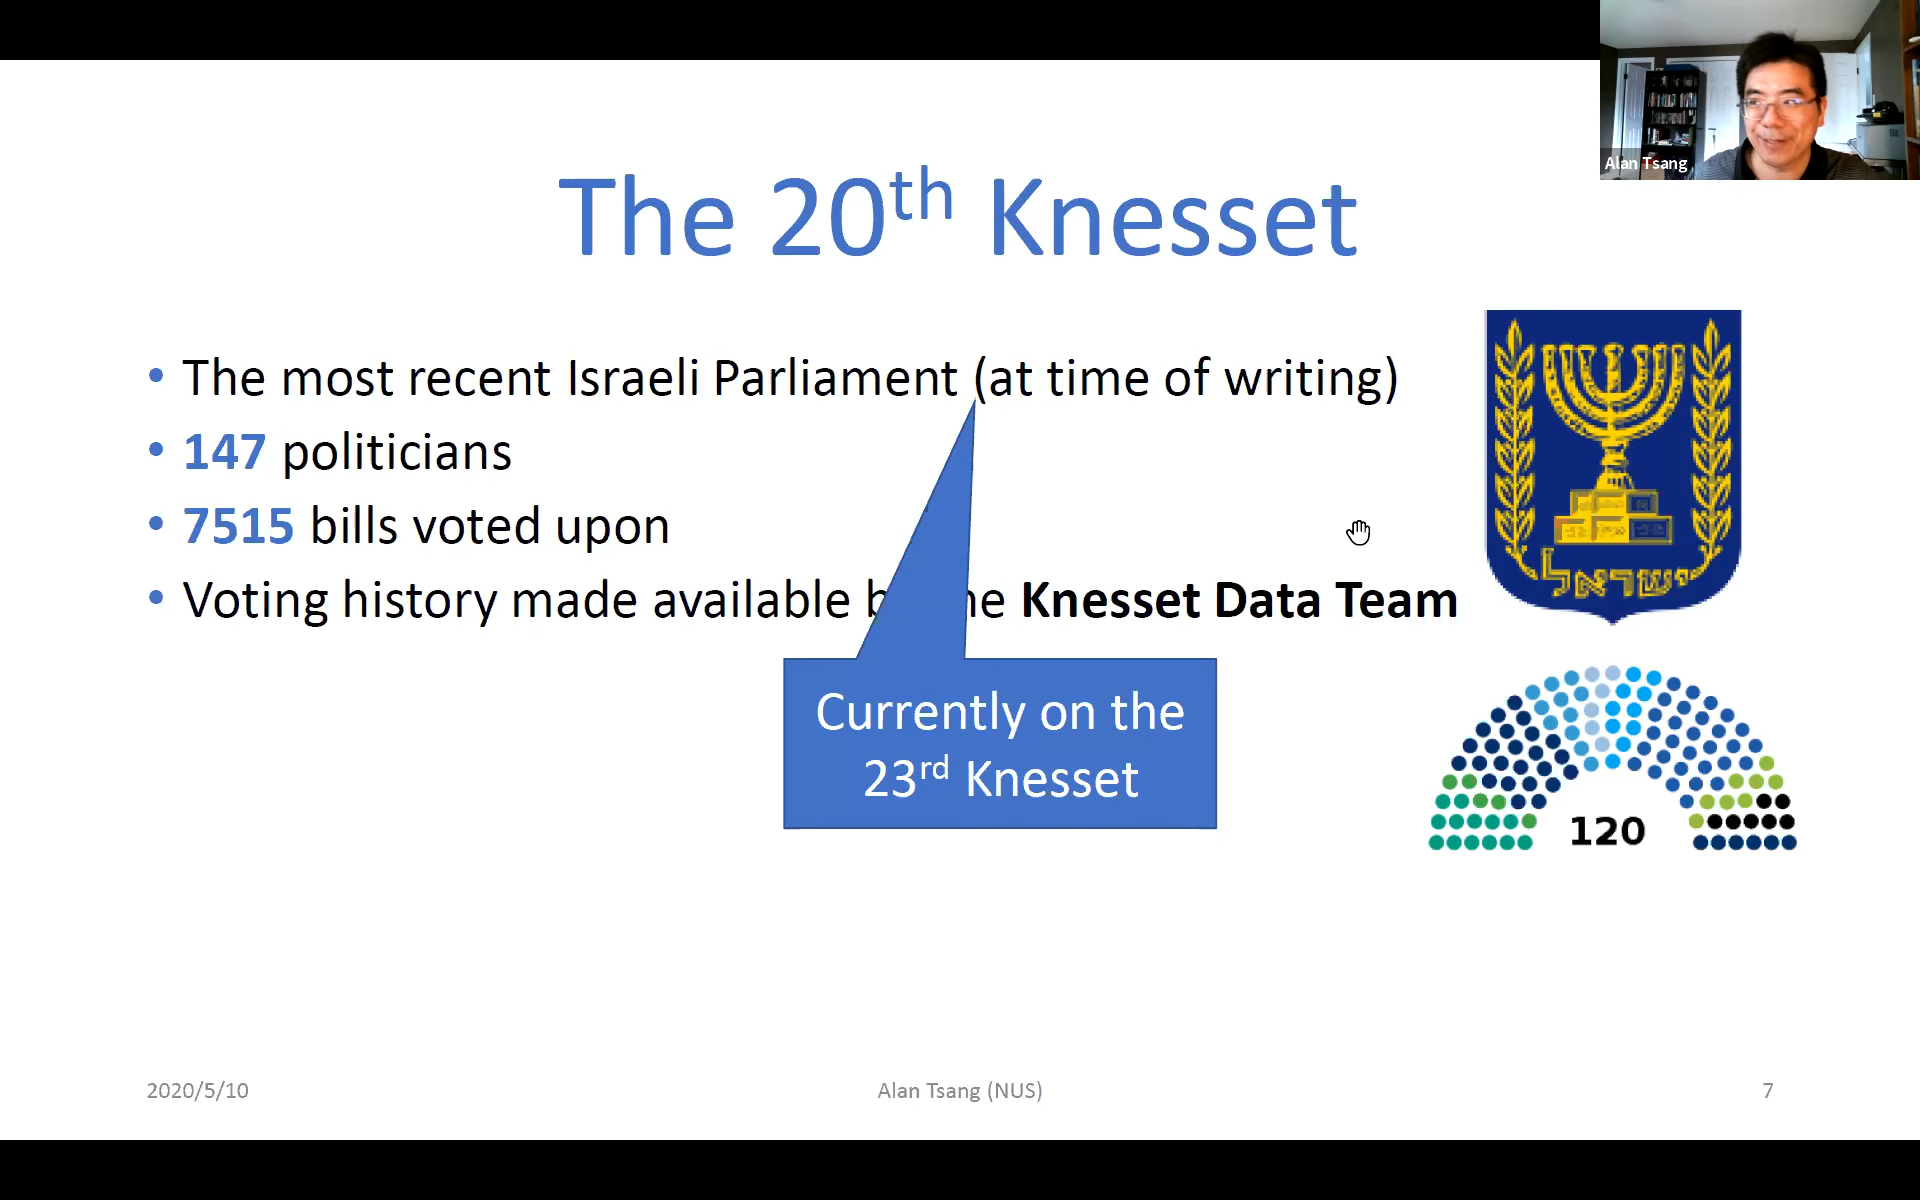 Alan Tsang
The 20th Knesset
• The most recent Israeli Parliament (at time of writing)
• 147 politicians
• 7515 bills voted upon
• Voting history made available b he Knesset Data Team
Currently on the
23rd Knesset
ישראל
120
2020/5/10
Alan Tsang (NUS)
7